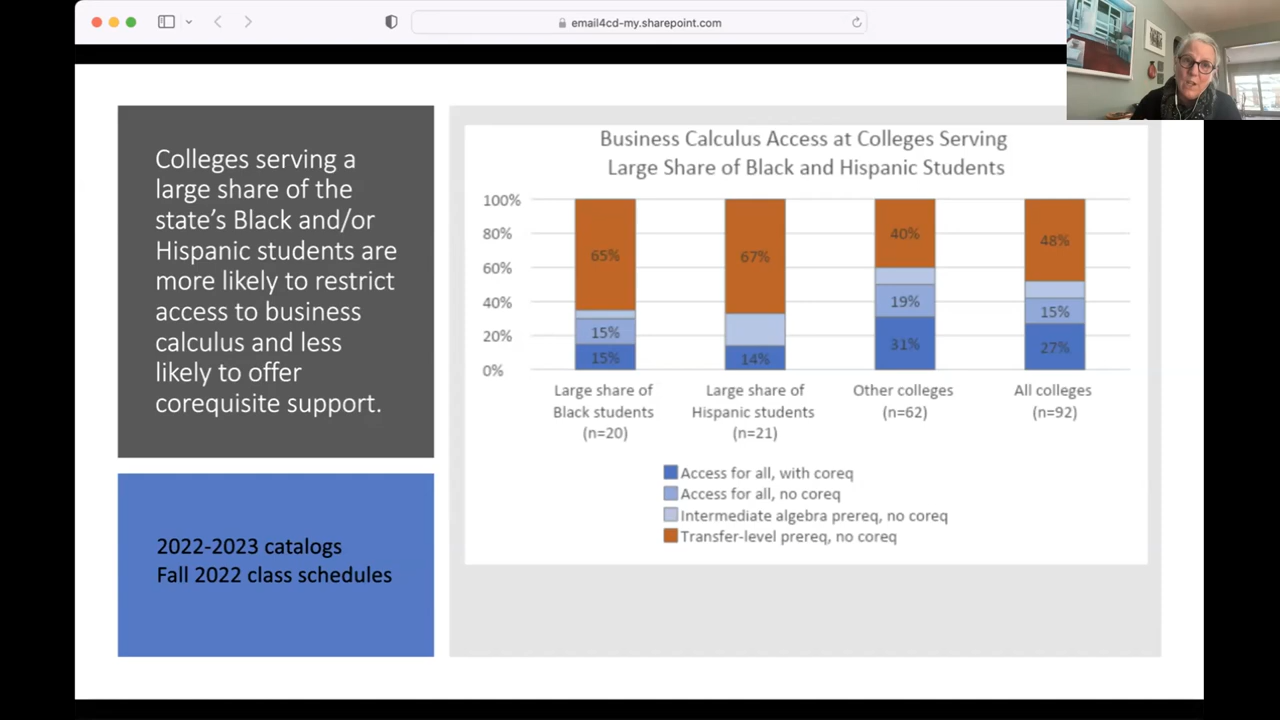 email4cd-my.sharepoint.com
Colleges serving a
large share of the
state's Black and/or
Hispanic students are
more likely to restrict
access to business
calculus and less
likely to offer
corequisite support.
2022-2023 catalogs
Fall 2022 class schedules
Business Calculus Access at Colleges Serving
Large Share of Black and Hispanic Students
100%
80%
60%
40%
20%
0%
65%
15%
15%
67%
14%
40%
19%
31%
48%
15%
27%
Large share of
Black students
(n=20)
Large share of
Hispanic students
(n=21)
Other colleges
(n=62)
All colleges
(n=92)
Access for all, with coreq
Access for all, no coreq
Intermediate algebra prereq, no coreq
Transfer-level prereq, no coreq